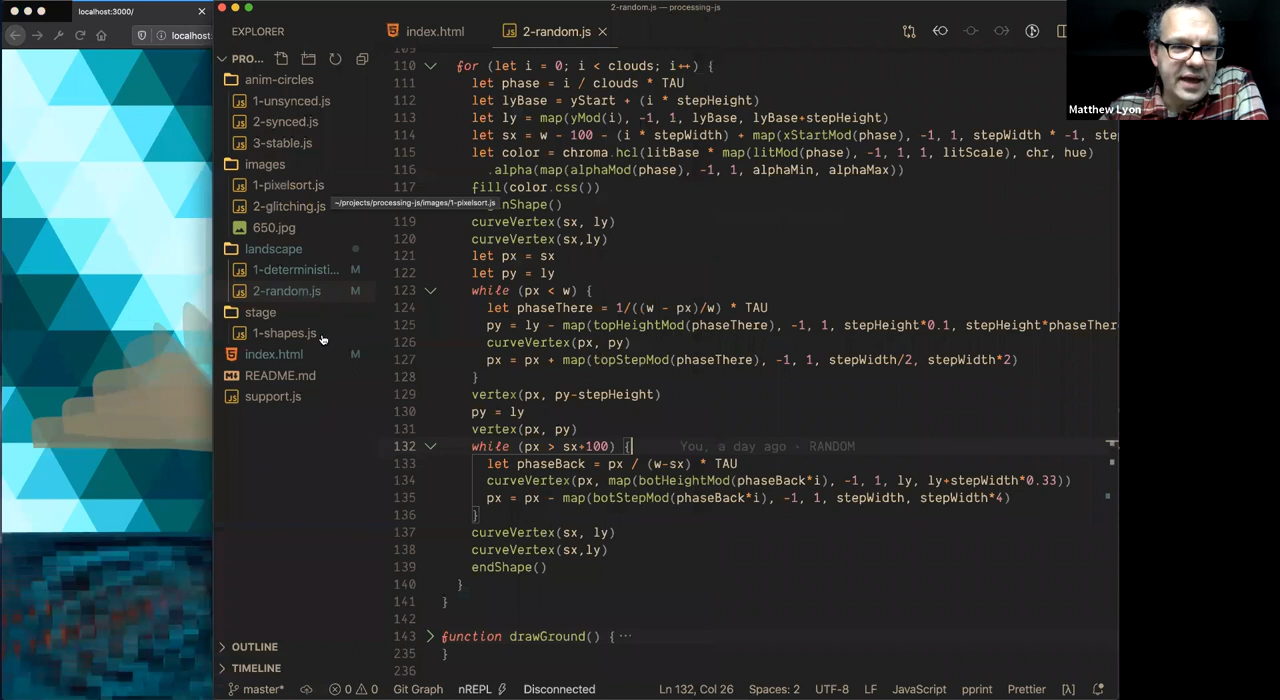 localhost:3000/
localhost:
2-random.js — processing-js
EXPLORER
PRO...
anim-circles
1-unsynced.js
2-synced.js
3-stable.js
images
1-pixelsort.js
2-glitching.js
650.jpg
landscape
1-deterministi... M
2-random.js M
stage
1-shapes.js
index.html M
README.md
support.js
~/projects/processing-js/images/1-pixelsort.js
OUTLINE
TIMELINE
index.html
2-random.js
109
110 for (let i = 0; i < clouds; i++) {
111 let phase = i / clouds * TAU
112 let lyBase = yStart + (i * stepHeight)
113 let ly = map(yMod(i), -1, 1, lyBase, lyBase+stepHeight)
114 let sx = w - 100 - (i * stepWidth) + map(xStartMod(phase), -1, 1, stepWidth * -1, ste
115 let color = chroma.hcl(litBase * map(litMod(phase), -1, 1, 1, litScale), chr, hue)
116 .alpha(map(alphaMod(phase), -1, 1, alphaMin, alphaMax))
117 fill(color.css())
nShape()
119 curveVertex(sx, ly)
120 curveVertex(sx,ly)
121 let px = sx
122 let py = ly
123 while (px < w) {
124 let phaseThere = 1/((w - px)/w) * TAU
125 py = ly - map(topHeightMod(phaseThere), -1, 1, stepHeight*0.1, stepHeight*phaseTher
126 curveVertex(px, py)
127 px = px + map(topStepMod(phaseThere), -1, 1, stepWidth/2, stepWidth*2)
128 }
129 vertex(px, py-stepHeight)
130 py = ly
131 vertex(px, py)
132 while (px > sx+100) { You, a day ago • RANDOM
133 let phaseBack = px / (w-sx) * TAU
134 curveVertex(px, map(botHeightMod(phaseBack*i), -1, 1, ly, ly+stepWidth*0.33))
135 px = px - map(botStepMod(phaseBack*i), -1, 1, stepWidth, stepWidth*4)
136 }
137 curveVertex(sx, ly)
138 curveVertex(sx,ly)
139 endShape()
140 }
141 }
142
143 function drawGround() { ...
235 }
236
Matthew Lyon
master* 0 0 Git Graph nREPL Disconnected Ln 132, Col 26 Spaces: 2 UTF-8 LF JavaScript pprint Prettier [λ]